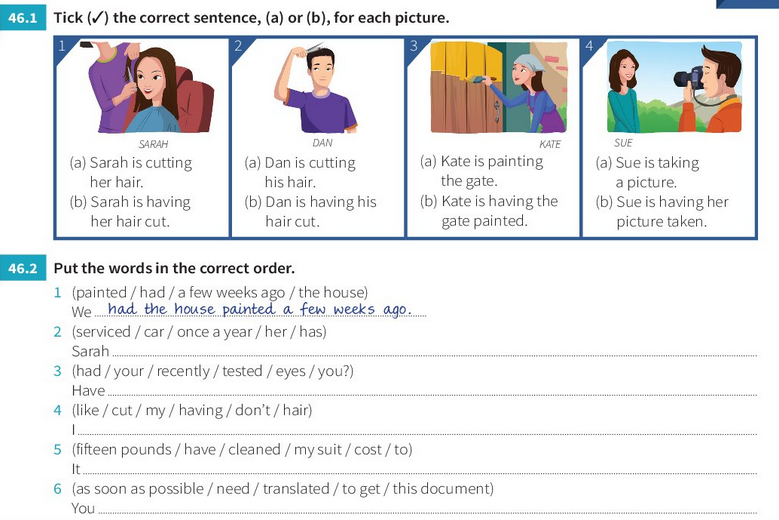 46.1 Tick (✓) the correct sentence, (a) or (b), for each picture.
1
SARAH
(a) Sarah is cutting
her hair.
(b) Sarah is having
her hair cut.
2
DAN
(a) Dan is cutting
his hair.
(b) Dan is having his
hair cut.
3
KATE
(a) Kate is painting
the gate.
(b) Kate is having the
gate painted.
4
SUE
(a) Sue is taking
a picture.
(b) Sue is having her
picture taken.
46.2 Put the words in the correct order.
1 (painted / had / a few weeks ago / the house)
We had the house painted a few weeks ago.
2 (serviced / car / once a year / her / has)
Sarah
3 (had / your / recently / tested / eyes / you?)
Have
4 (like / cut / my / having / don't / hair)
I
5 (fifteen pounds / have / cleaned / my suit / cost / to)
It
6 (as soon as possible / need / translated / to get / this document)
You